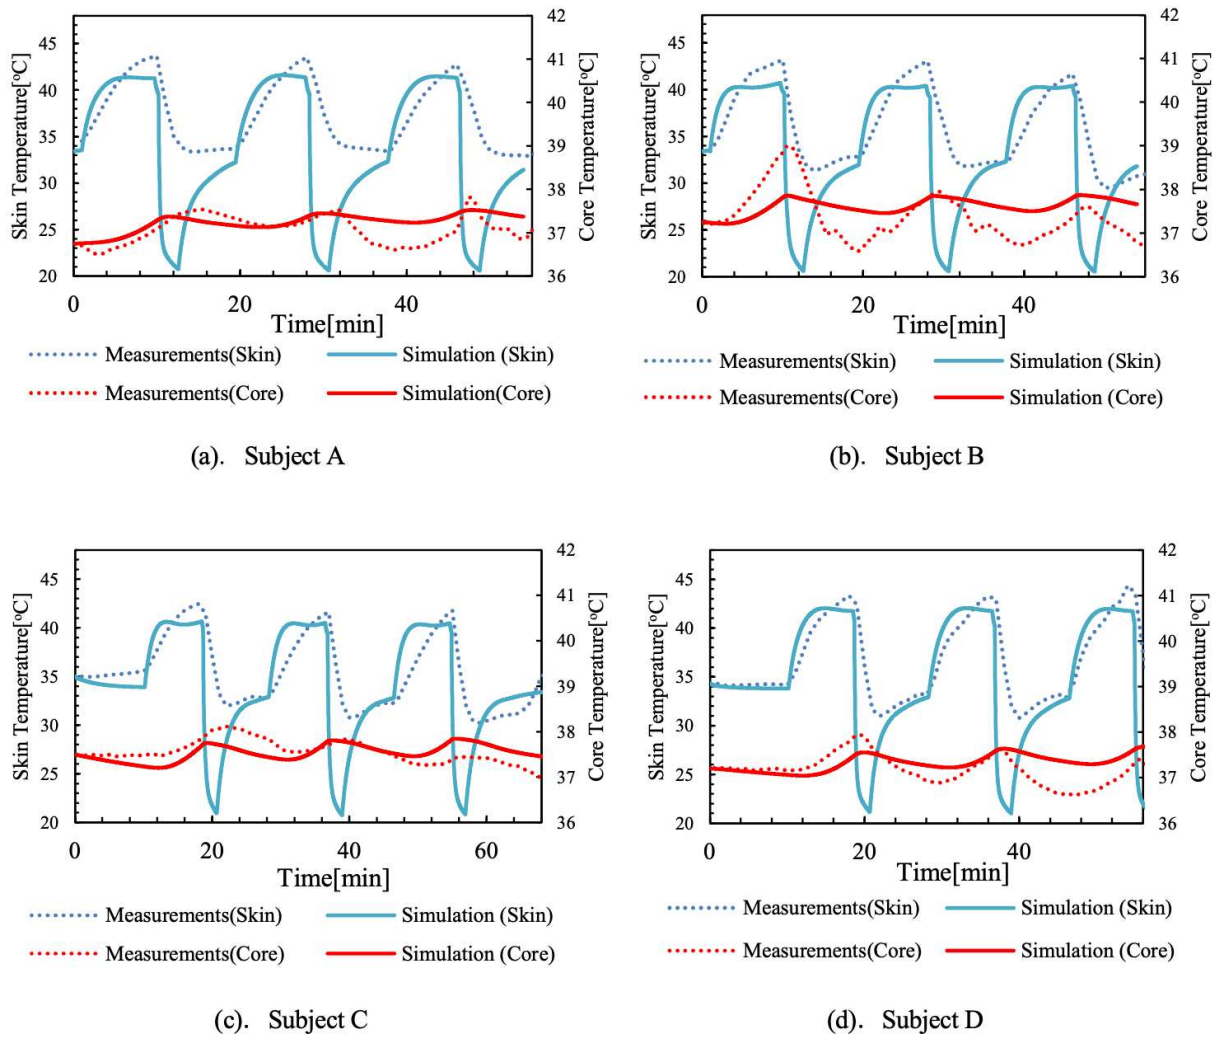 42
45
41
40
40
35
39
30
38
25
37
20
36
Skin Temperature[°C]
Core Temperature[°C]
0
20
40
Time[min]
Measurements(Skin)
Simulation (Skin)
Measurements(Core)
Simulation(Core)
(a). Subject A
42
45
41
40
40
35
39
30
38
25
37
20
36
Skin Temperature[°C]
Core Temperature[°C]
0
20
40
Time[min]
Measurements(Skin)
Simulation (Skin)
Measurements(Core)
Simulation (Core)
(b). Subject B
42
45
41
40
40
35
39
30
38
25
37
20
36
Skin Temperature[°C]
Core Temperature[°C]
0
20
40
60
Time[min]
Measurements(Skin)
Simulation (Skin)
Measurements(Core)
Simulation (Core)
(c). Subject C
42
45
41
40
40
35
39
30
38
25
37
20
36
Skin Temperature[°C]
Core Temperature[°C]
0
20
40
Time[min]
Measurements(Skin)
Simulation (Skin)
Measurements(Core)
Simulation (Core)
(d). Subject D